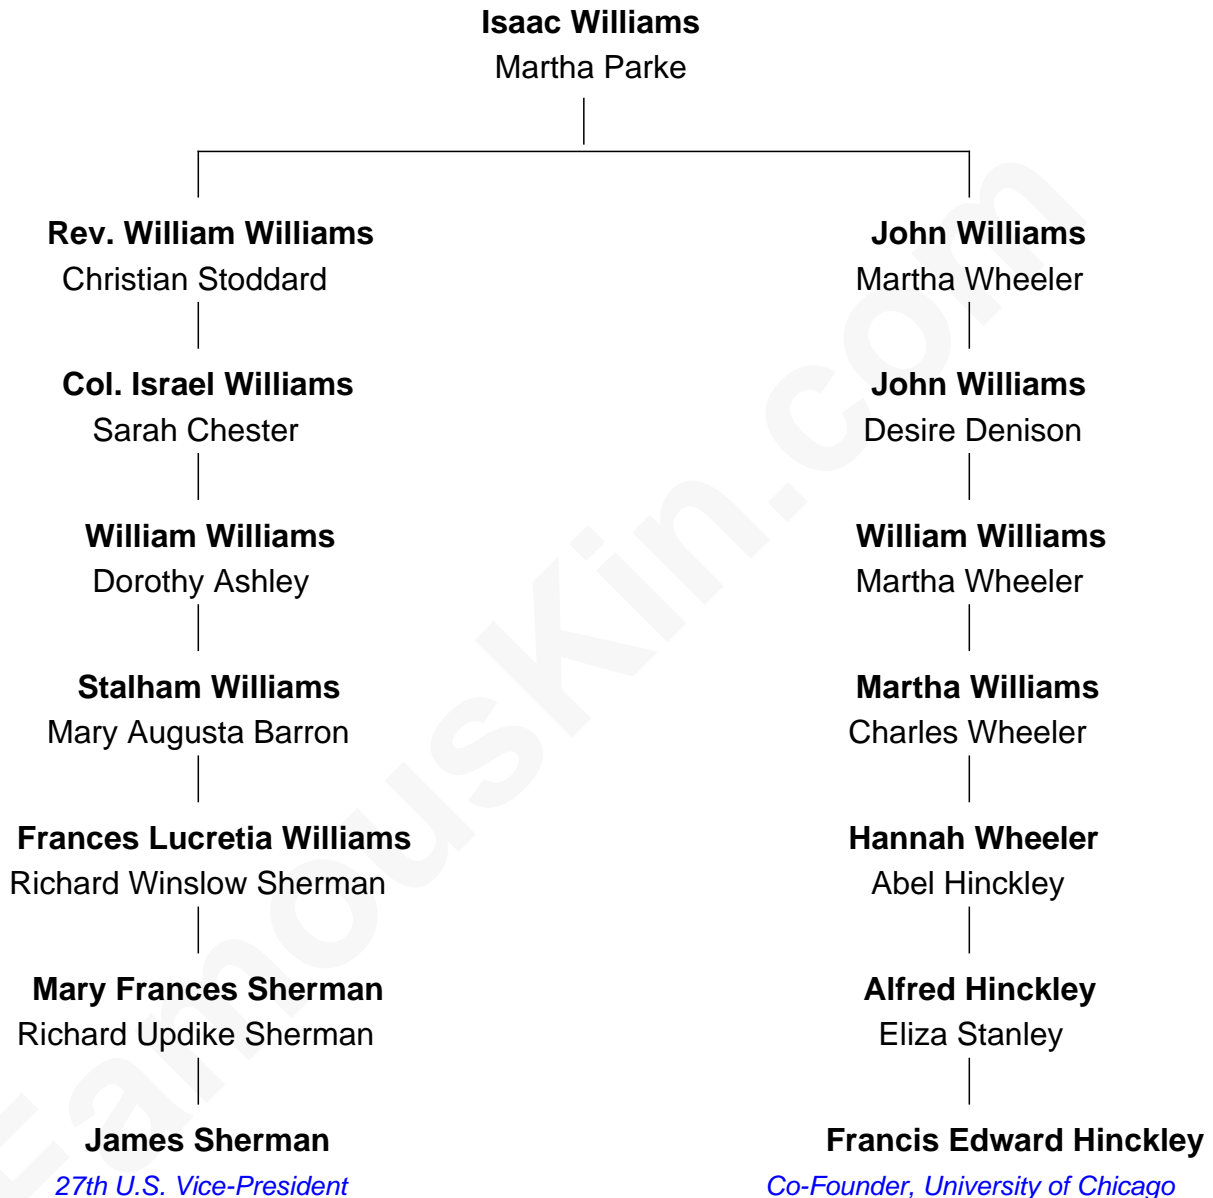 Isaac Williams
Martha Parke
Rev. William Williams
Christian Stoddard
John Williams
Martha Wheeler
Col. Israel Williams
Sarah Chester
John Williams
Desire Denison
William Williams
Dorothy Ashley
William Williams
Martha Wheeler
Stalham Williams
Mary Augusta Barron
Martha Williams
Charles Wheeler
Frances Lucretia Williams
Richard Winslow Sherman
Hannah Wheeler
Abel Hinckley
Mary Frances Sherman
Richard Updike Sherman
Alfred Hinckley
Eliza Stanley
James Sherman
27th U.S. Vice-President
Francis Edward Hinckley
Co-Founder, University of Chicago
FamousKin.com